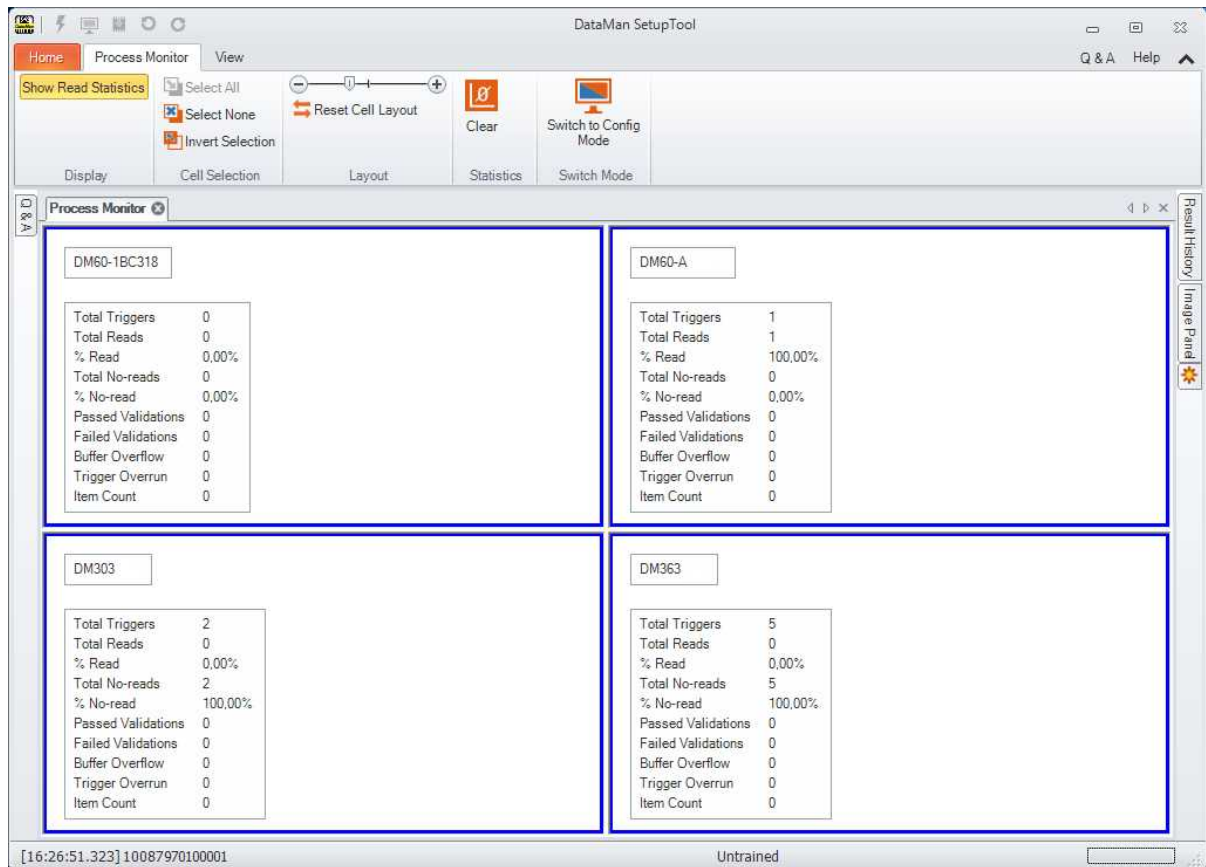 DataMan SetupTool
Home Process Monitor View Q & A Help
Show Read Statistics
Select All
Select None
Invert Selection
Reset Cell Layout
Clear
Switch to Config
Mode
Display Cell Selection Layout Statistics Switch Mode
Q & A
Process Monitor
Result History
Image Panel
DM60-1BC318
Total Triggers 0
Total Reads 0
% Read 0,00%
Total No-reads 0
% No-read 0,00%
Passed Validations 0
Failed Validations 0
Buffer Overflow 0
Trigger Overrun 0
Item Count 0
DM60-A
Total Triggers 1
Total Reads 1
% Read 100,00%
Total No-reads 0
% No-read 0,00%
Passed Validations 0
Failed Validations 0
Buffer Overflow 0
Trigger Overrun 0
Item Count 0
DM303
Total Triggers 2
Total Reads 0
% Read 0,00%
Total No-reads 2
% No-read 100,00%
Passed Validations 0
Failed Validations 0
Buffer Overflow 0
Trigger Overrun 0
Item Count 0
DM363
Total Triggers 5
Total Reads 0
% Read 0,00%
Total No-reads 5
% No-read 100,00%
Passed Validations 0
Failed Validations 0
Buffer Overflow 0
Trigger Overrun 0
Item Count 0
[16:26:51.323] 10087970100001 Untrained